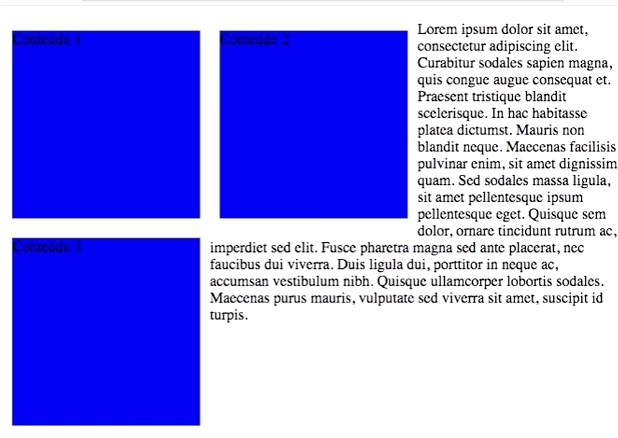 Conteúdo 1
Conteúdo 2
Lorem ipsum dolor sit amet,
consectetur adipiscing elit.
Curabitur sodales sapien magna,
quis congue augue consequat et.
Praesent tristique blandit
scelerisque. In hac habitasse
platea dictumst. Mauris non
blandit neque. Maecenas facilisis
pulvinar enim, sit amet dignissim
quam. Sed sodales massa ligula,
sit amet pellentesque ipsum
pellentesque eget. Quisque sem
dolor, ornare tincidunt rutrum ac,
Conteúdo 3
imperdiet sed elit. Fusce pharetra magna sed ante placerat, nec
faucibus dui viverra. Duis ligula dui, porttitor in neque ac,
accumsan vestibulum nibh. Quisque ullamcorper lobortis sodales.
Maecenas purus mauris, vulputate sed viverra sit amet, suscipit id
turpis.